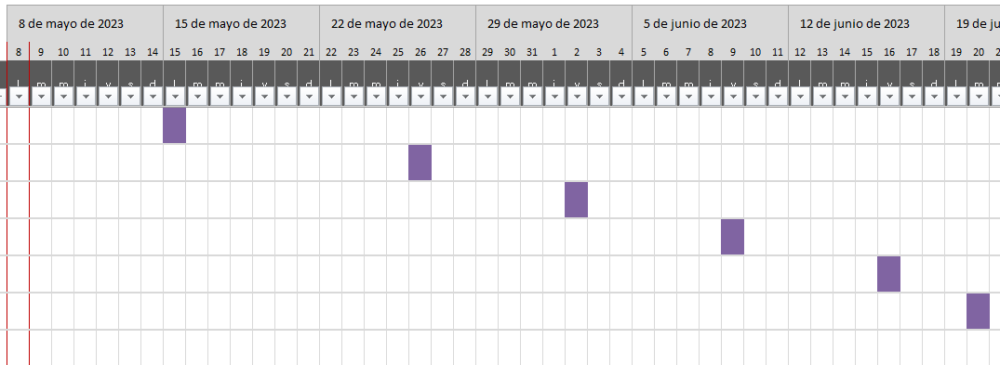 8 de mayo de 2023 15 de mayo de 2023 22 de mayo de 2023 29 de mayo de 2023 5 de junio de 2023 12 de junio de 2023 19 de
8 9 10 11 12 13 14 15 16 17 18 19 20 21 22 23 24 25 26 27 28 29 30 31 1 2 3 4 5 6 7 8 9 10 11 12 13 14 15 16 17 18 19 20
l m m j v s d l m m j v s d l m m j v s d l m m j v s d l m m j v s d l m m j v s d l m